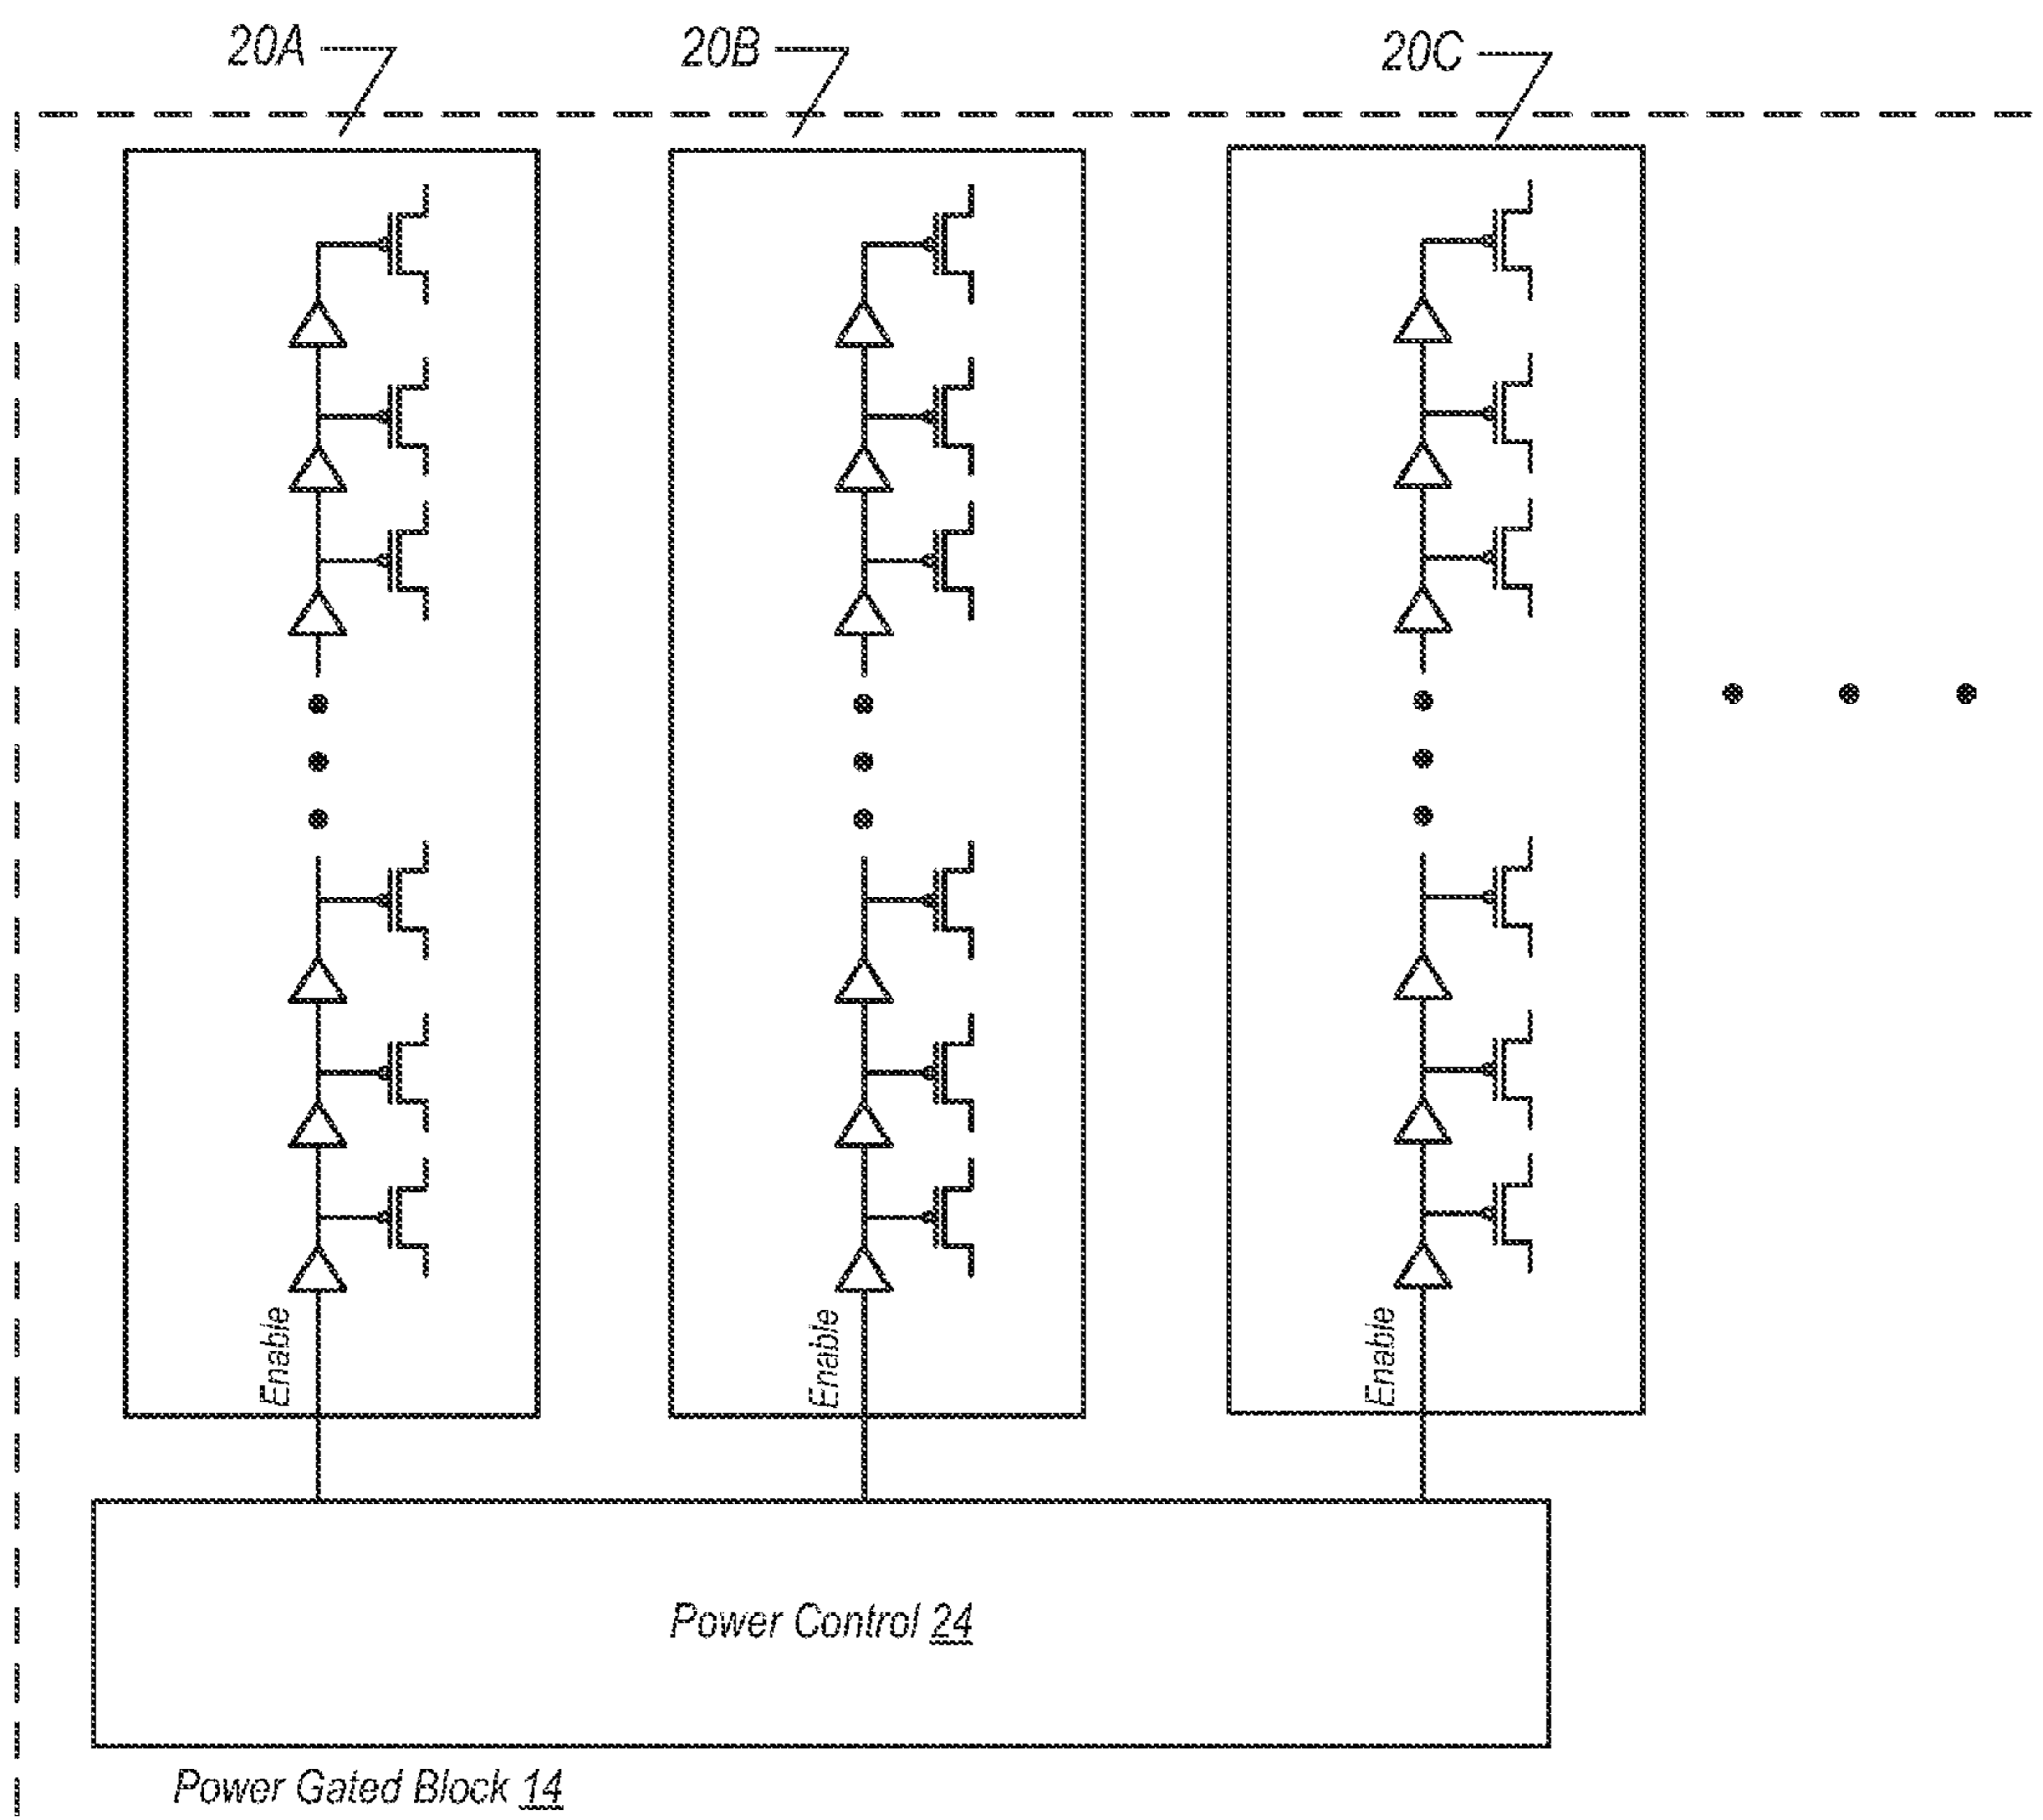 20A
20B
20C
Enable
Enable
Enable
Power Control 24
Power Gated Block 14